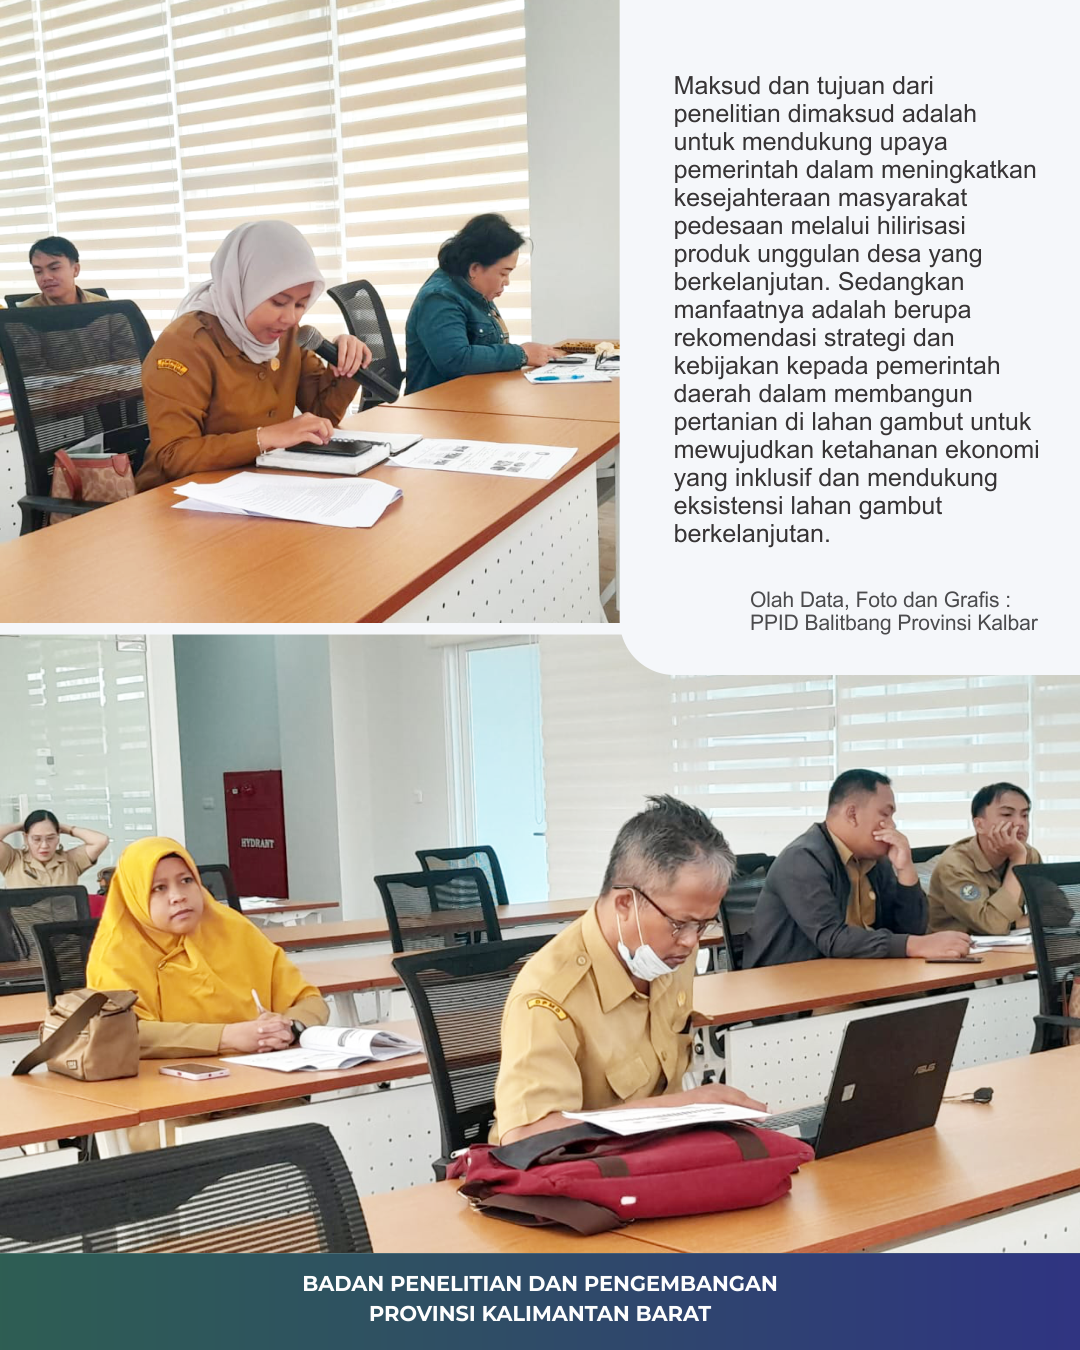 Maksud dan tujuan dari
penelitian dimaksud adalah
untuk mendukung upaya
pemerintah dalam meningkatkan
kesejahteraan masyarakat
pedesaan melalui hilirisasi
produk unggulan desa yang
berkelanjutan. Sedangkan
manfaatnya adalah berupa
rekomendasi strategi dan
kebijakan kepada pemerintah
daerah dalam membangun
pertanian di lahan gambut untuk
mewujudkan ketahanan ekonomi
yang inklusif dan mendukung
eksistensi lahan gambut
berkelanjutan.
Olah Data, Foto dan Grafis :
PPID Balitbang Provinsi Kalbar
HYDRANT
DPMD
ASUS
BADAN PENELITIAN DAN PENGEMBANGAN
PROVINSI KALIMANTAN BARAT